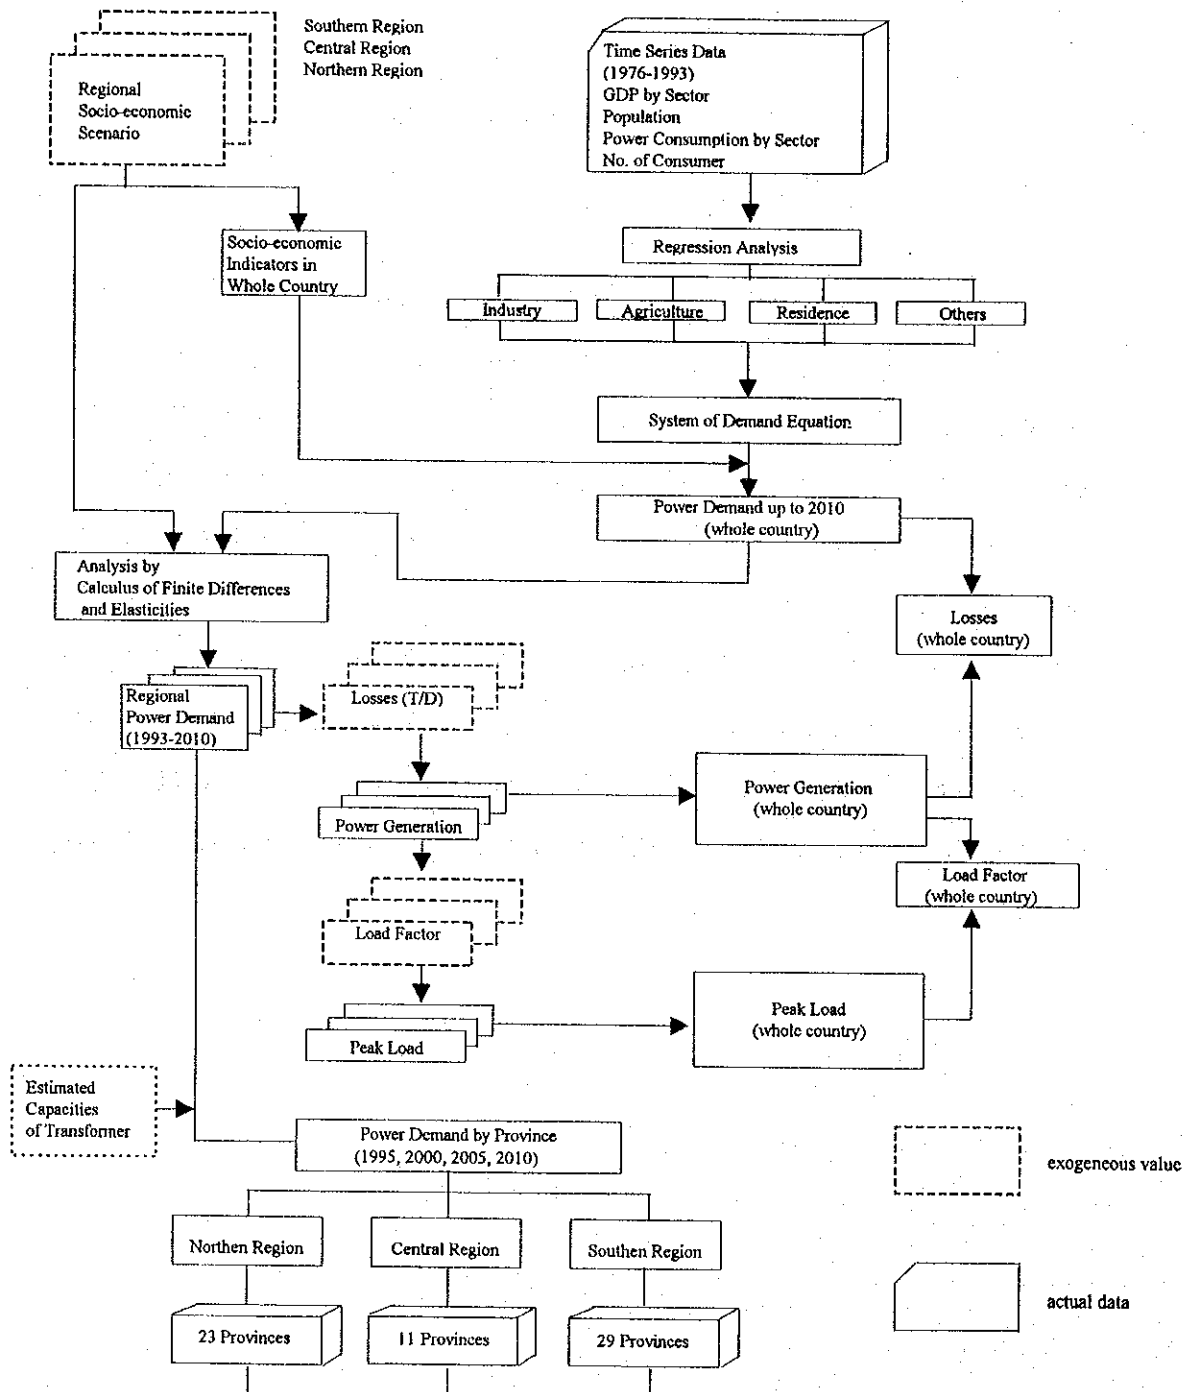 Southern Region
Central Region
Northern Region
Regional
Socio-economic
Scenario
Time Series Data
(1976-1993)
GDP by Sector
Population
Power Consumption by Sector
No. of Consumer
Socio-economic
Indicators in
Whole Country
Regression Analysis
Industry
Agriculture
Residence
Others
System of Demand Equation
Power Demand up to 2010
(whole country)
Analysis by
Calculus of Finite Differences
and Elasticities
Losses
(whole country)
Regional
Power Demand
(1993-2010)
Losses (T/D)
Power Generation
Power Generation
(whole country)
Load Factor
(whole country)
Load Factor
Peak Load
Peak Load
(whole country)
Estimated
Capacities
of Transformer
Power Demand by Province
(1995, 2000, 2005, 2010)
exogeneous value
Northen Region
Central Region
Southen Region
actual data
23 Provinces
11 Provinces
29 Provinces